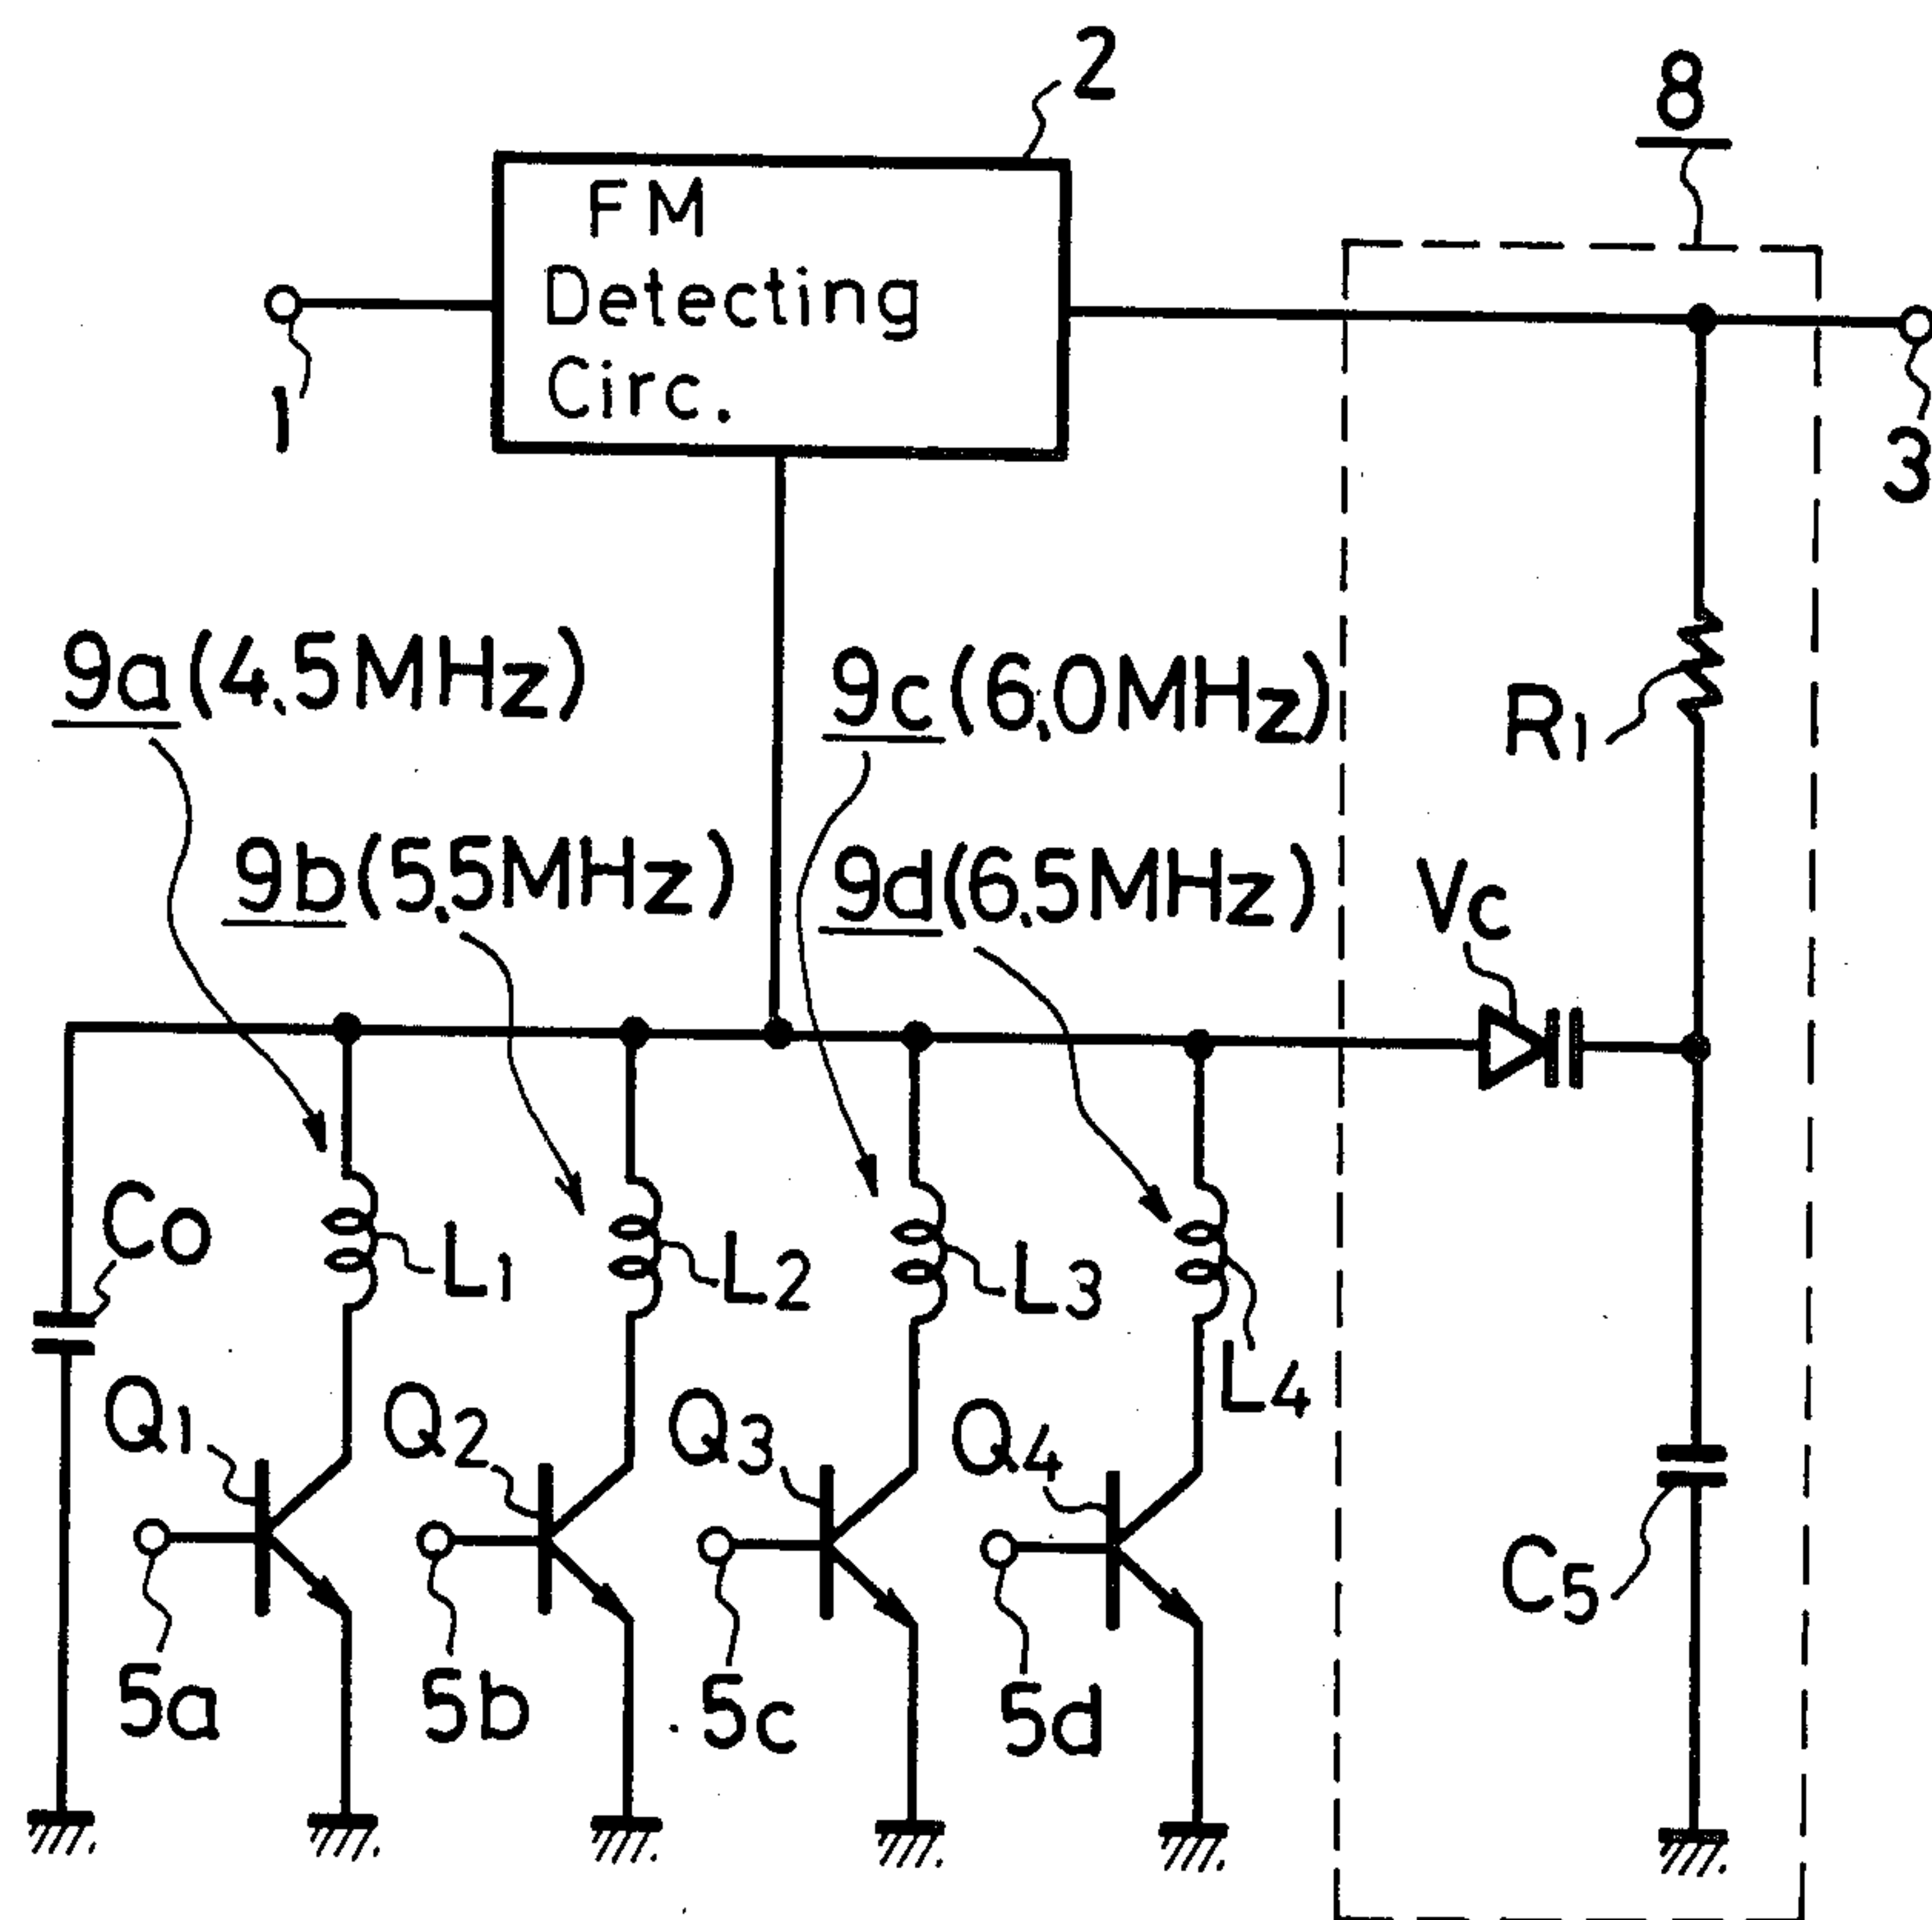 2
8
FM
Detecting
Circ.
1
3
9a(4.5MHz)
9c(6.0MHz)
R1
9b(5.5MHz)
9d(6.5MHz)
Vc
Co
L1
L2
L3
L4
Q1
Q2
Q3
Q4
C5
5a
5b
5c
5d